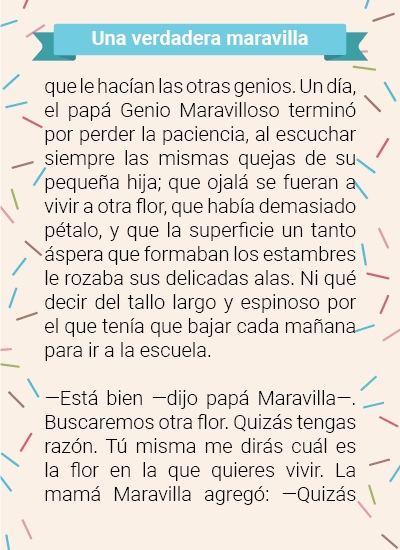 Una verdadera maravilla
que le hacían las otras genios. Un día,
el papá Genio Maravilloso terminó
por perder la paciencia, al escuchar
siempre las mismas quejas de su
pequeña hija; que ojalá se fueran a
vivir a otra flor, que había demasiado
pétalo, y que la superficie un tanto
áspera que formaban los estambres
le rozaba sus delicadas alas. Ni qué
decir del tallo largo y espinoso por
el que tenía que bajar cada mañana
para ir a la escuela.
—Está bien —dijo papá Maravilla—.
Buscaremos otra flor. Quizás tengas
razón. Tú misma me dirás cuál es
la flor en la que quieres vivir. La
mamá Maravilla agregó: —Quizás